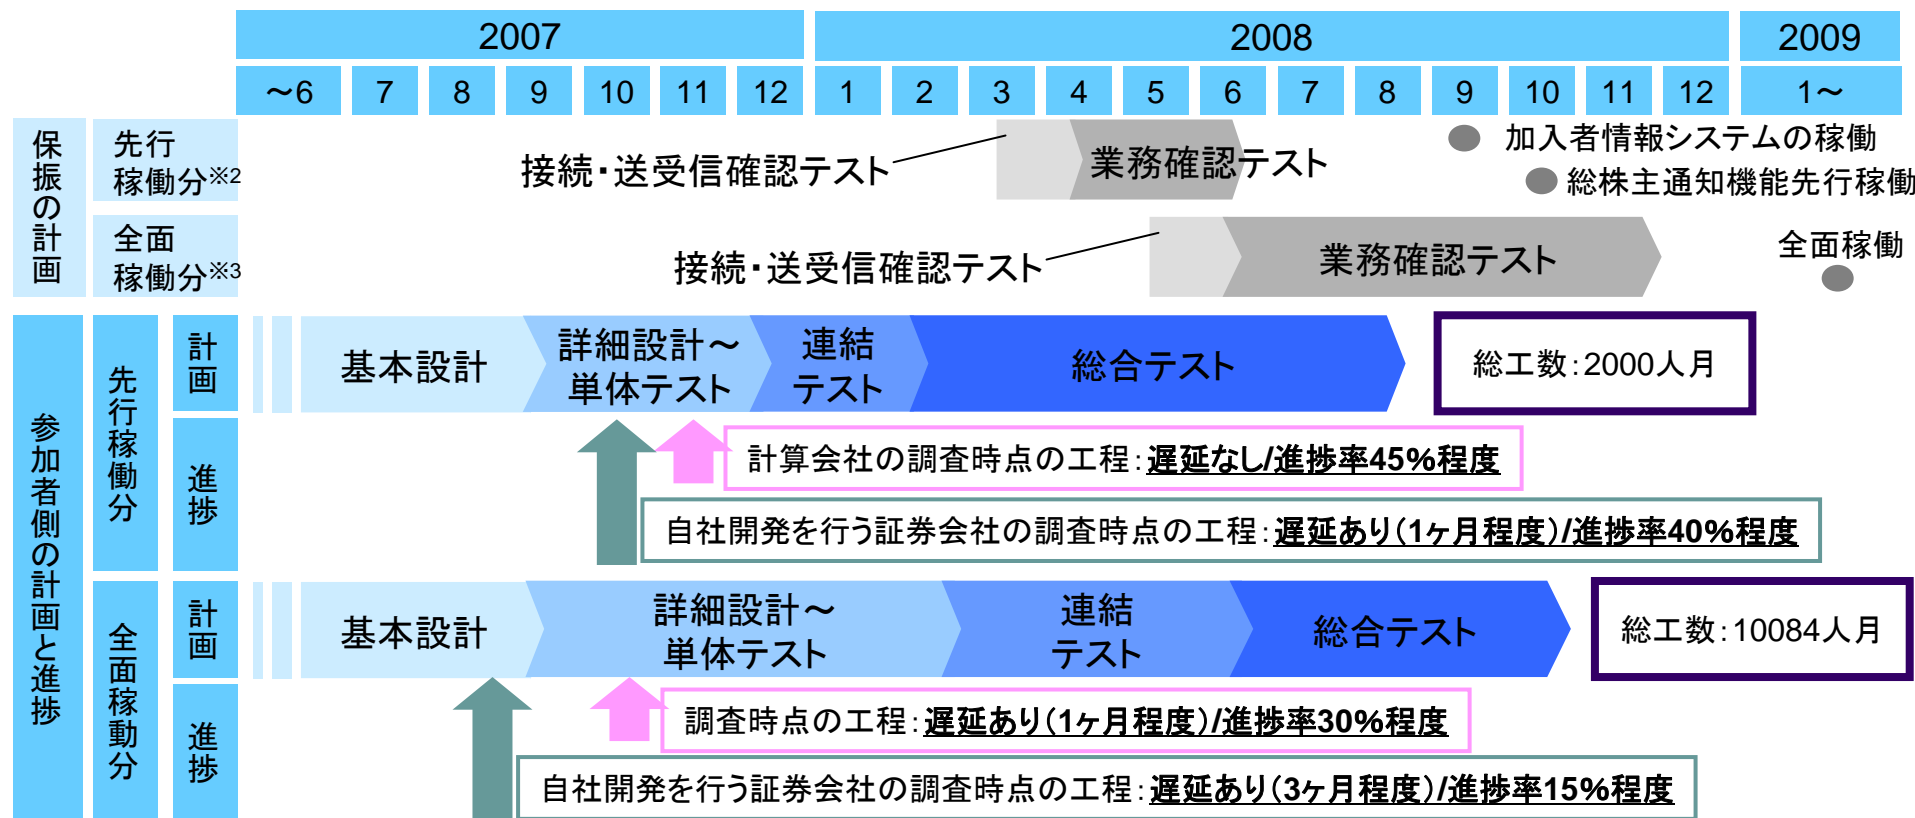 2007
2008
2009
～6
7
8
9
10
11
12
1
2
3
4
5
6
7
8
9
10
11
12
1～
保振の計画
先行
稼働分※2
接続・送受信確認テスト
業務確認テスト
加入者情報システムの稼働
総株主通知機能先行稼働
全面
稼働分※3
接続・送受信確認テスト
業務確認テスト
全面稼働
参加者側の計画と進捗
先行稼働分
計画
基本設計
詳細設計～
単体テスト
連結
テスト
総合テスト
総工数：2000人月
進捗
計算会社の調査時点の工程：遅延なし/進捗率45%程度
自社開発を行う証券会社の調査時点の工程：遅延あり（1ヶ月程度）/進捗率40%程度
全面稼動分
計画
基本設計
詳細設計～
単体テスト
連結
テスト
総合テスト
総工数：10084人月
進捗
調査時点の工程：遅延あり（1ヶ月程度）/進捗率30%程度
自社開発を行う証券会社の調査時点の工程：遅延あり（3ヶ月程度）/進捗率15%程度